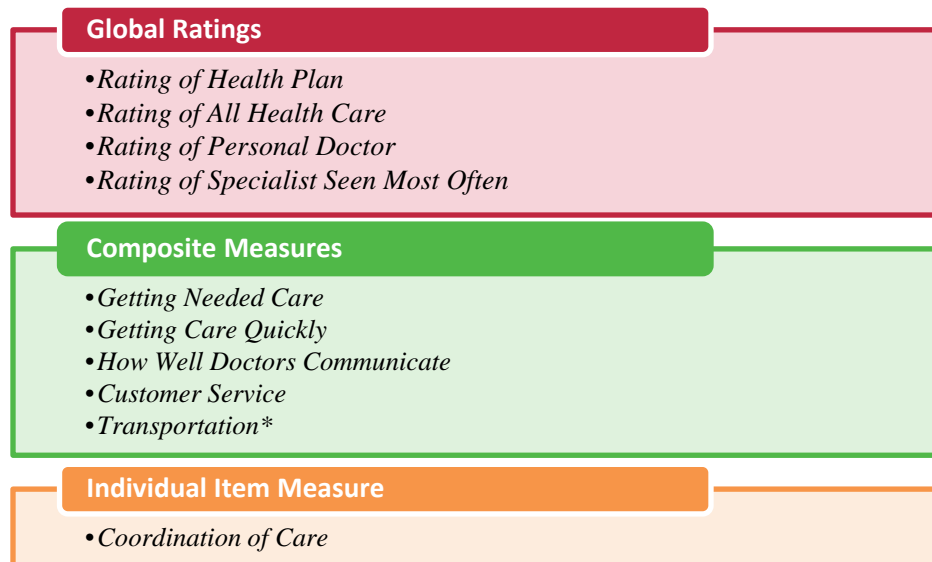 Global Ratings
•Rating of Health Plan
•Rating of All Health Care
•Rating of Personal Doctor
•Rating of Specialist Seen Most Often
Composite Measures
•Getting Needed Care
•Getting Care Quickly
•How Well Doctors Communicate
•Customer Service
•Transportation*
Individual Item Measure
•Coordination of Care